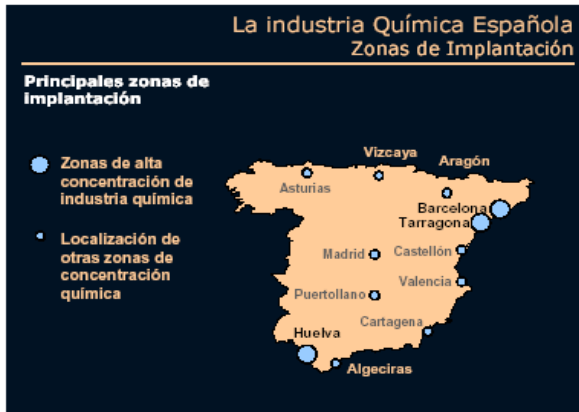 La industria Química Española
Zonas de Implantación
Principales zonas de
implantación
Zonas de alta
concentración de
industria química
Localización de
otras zonas de
concentración
química
Vizcaya
Aragón
Asturias
Barcelona
Tarragona
Madrid
Castellón
Valencia
Puertollano
Cartagena
Huelva
Algeciras